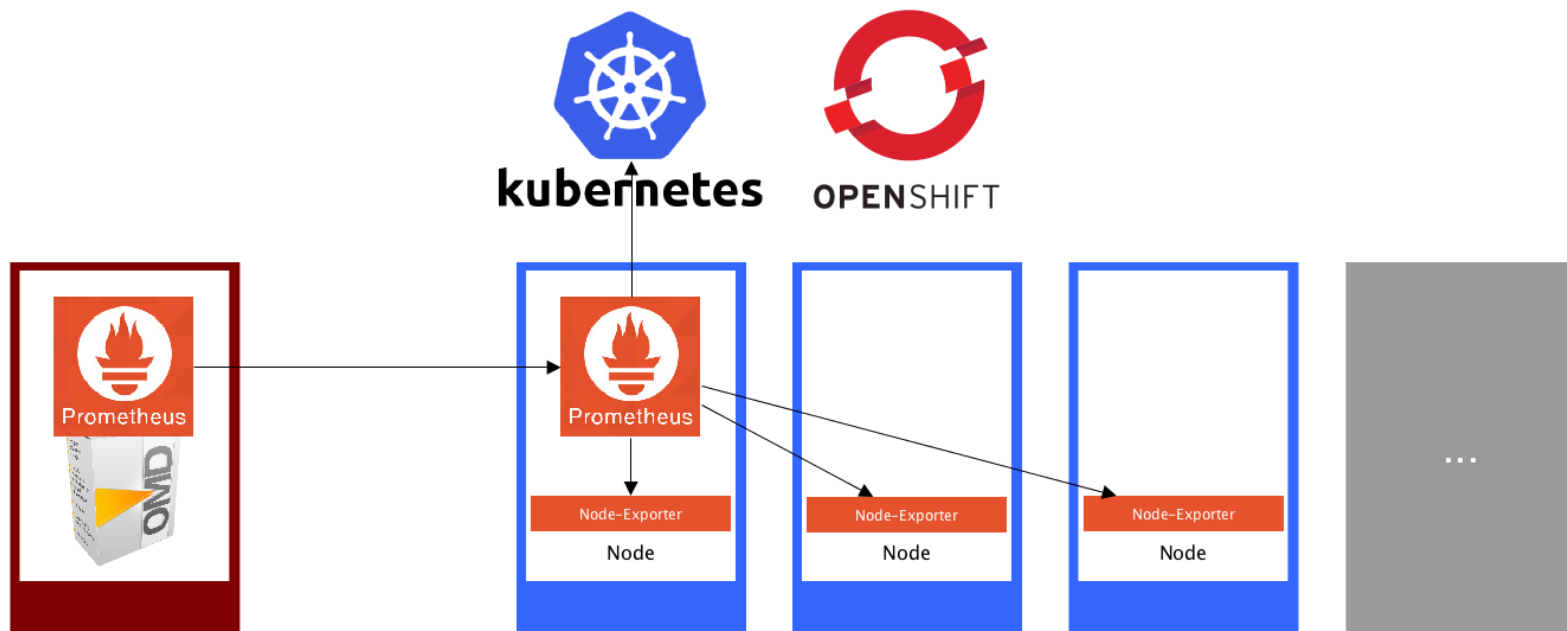 kubernetes
OPENSHIFT
Prometheus
OMD
Prometheus
Node-Exporter
Node
Node-Exporter
Node
Node-Exporter
Node
...